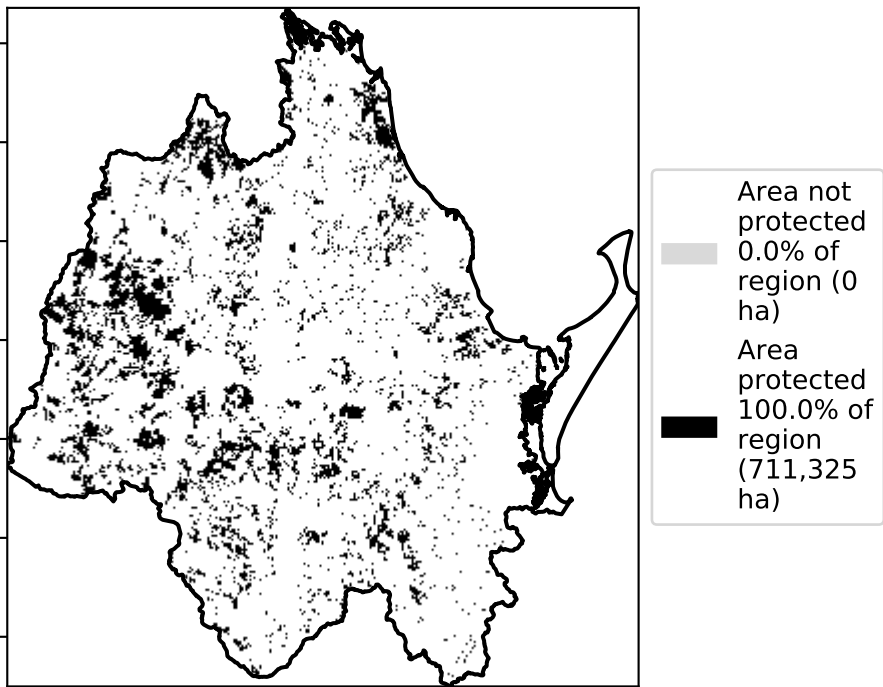 Area not
protected
0.0% of
region (0
ha)
Area
protected
100.0% of
region
(711,325
ha)